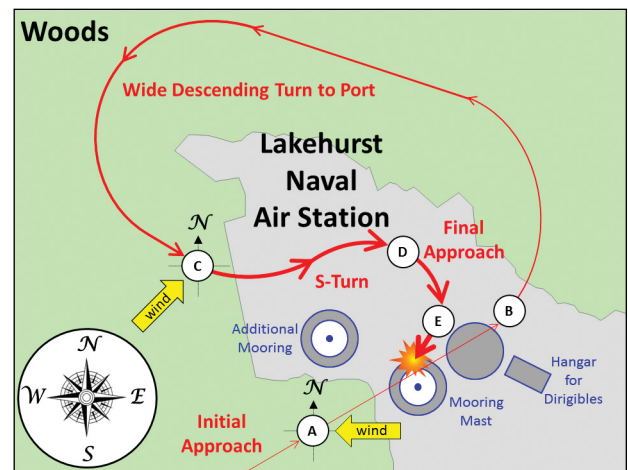 Woods
Wide Descending Turn to Port
Lakehurst
Naval
Air Station
N
C
wind
S-Turn
D
Final
Approach
E
B
Additional
Mooring
Hangar
for
Dirigibles
Mooring
Mast
N
W
E
S
Initial
Approach
N
A
wind